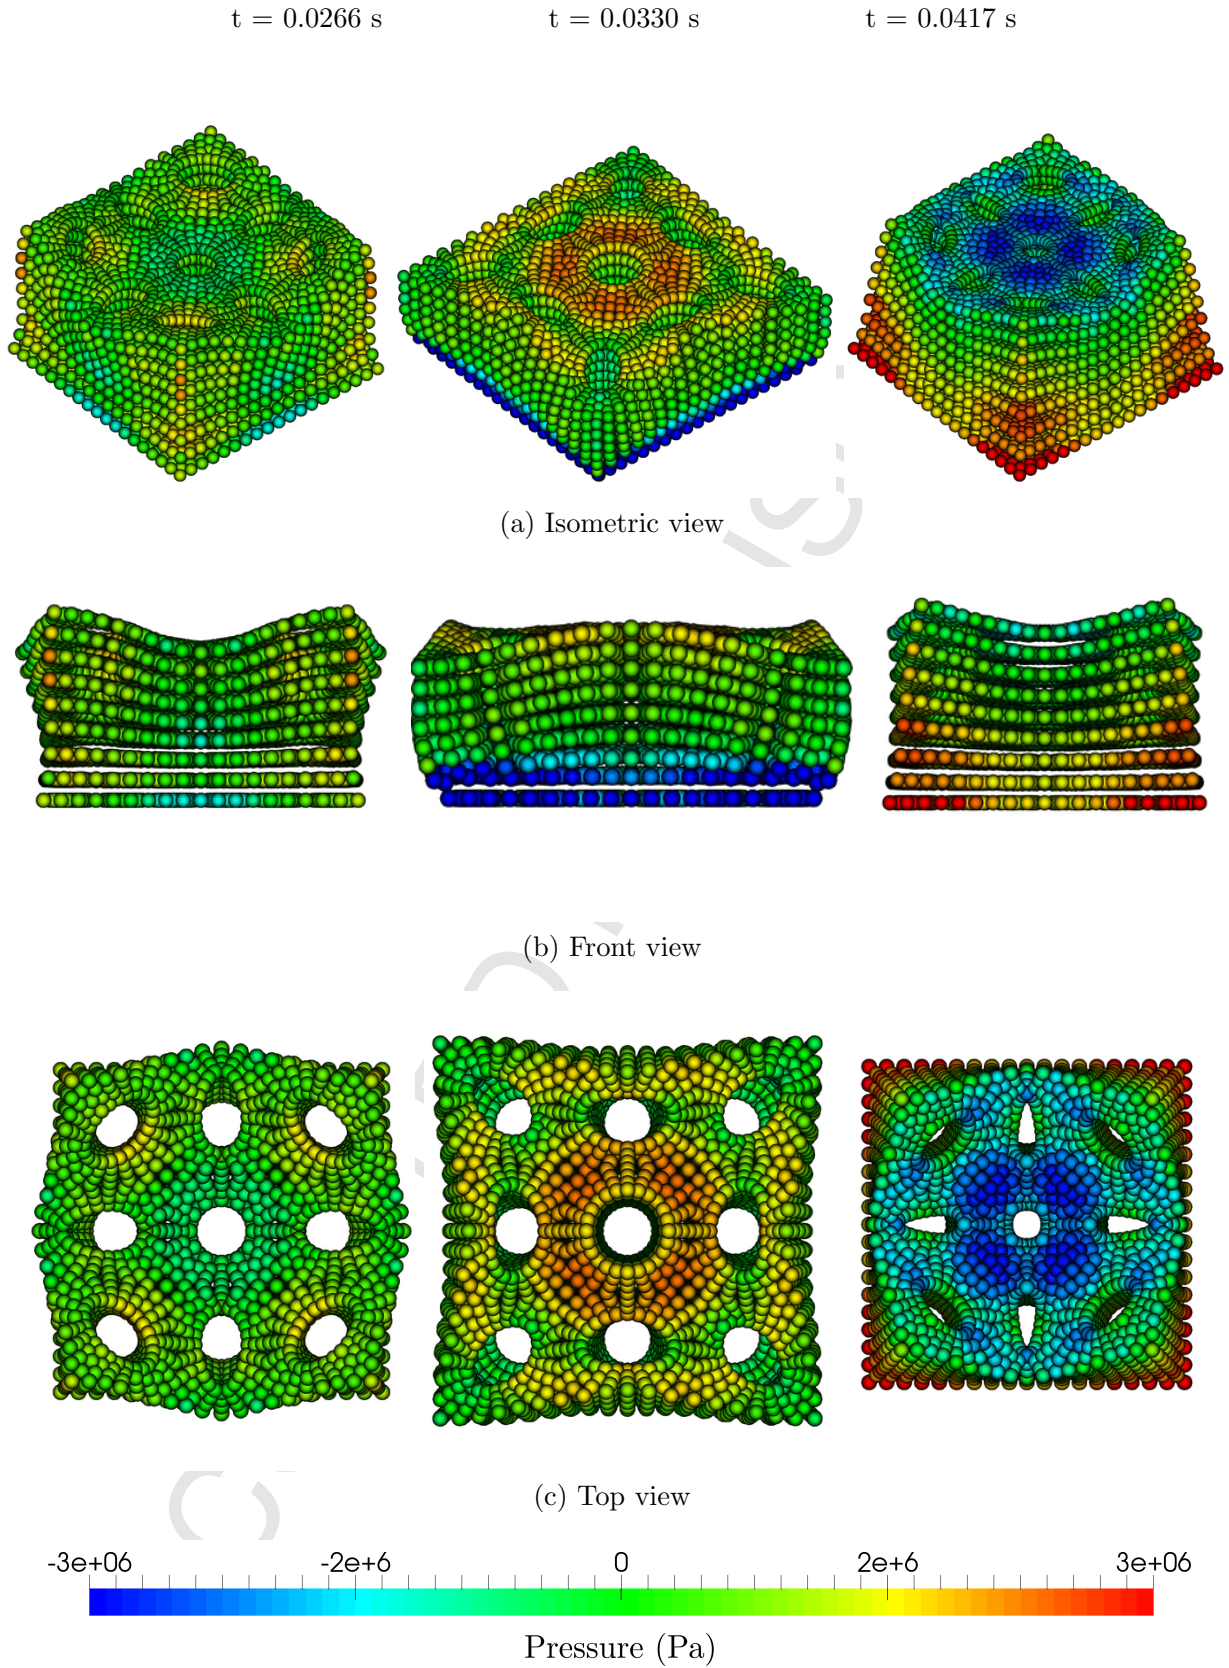 t = 0.0266 s t = 0.0330 s t = 0.0417 s
(a) Isometric view
(b) Front view
(c) Top view
-3e+06 -2e+6 0 2e+6 3e+06
Pressure (Pa)